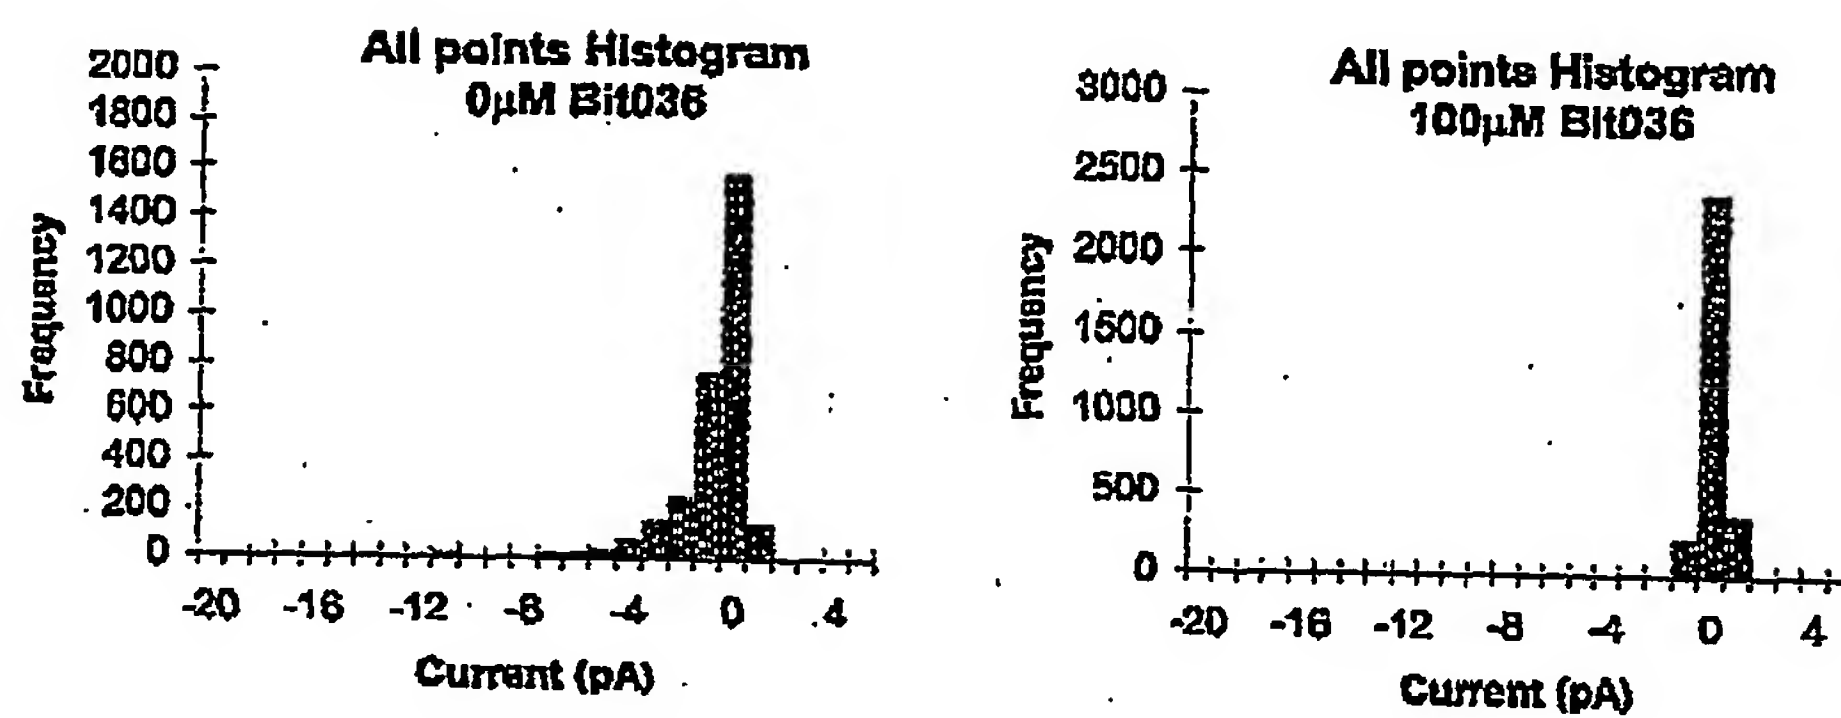 All points Histogram
0µM Bit036
2000
1800
1600
1400
1200
1000
800
600
400
200
0
Frequency
-20 -16 -12 -8 -4 0 4
Current (pA)
All points Histogram
100µM Bit036
3000
2500
2000
1500
1000
500
0
Frequency
-20 -16 -12 -8 -4 0 4
Current (pA)